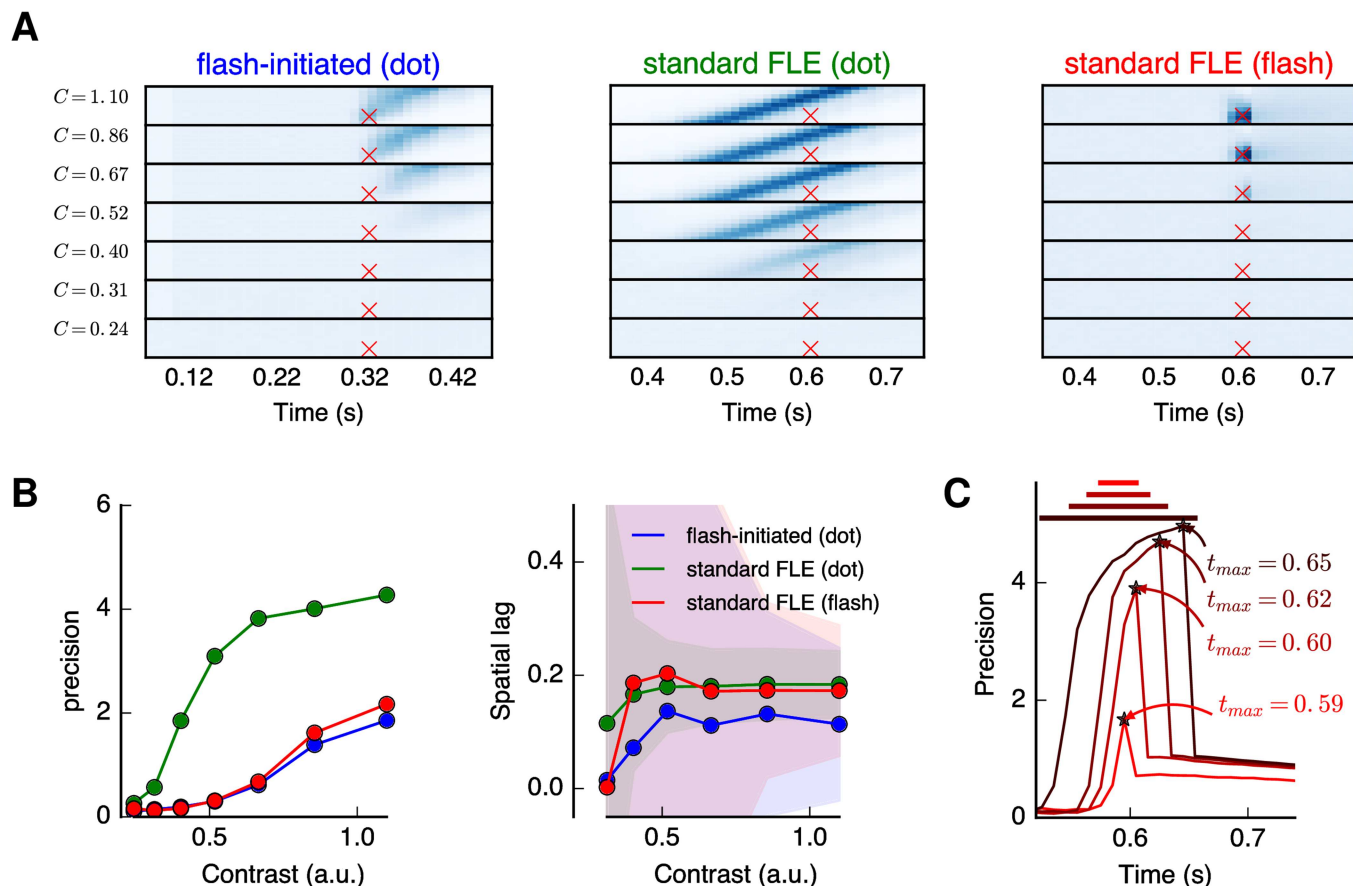 A
flash-initiated (dot)
standard FLE (dot)
standard FLE (flash)
C = 1.10
C = 0.86
C = 0.67
C = 0.52
C = 0.40
C = 0.31
C = 0.24
0.12 0.22 0.32 0.42
Time (s)
0.4 0.5 0.6 0.7
Time (s)
0.4 0.5 0.6 0.7
Time (s)
B
precision
6
4
2
0
0.5 1.0
Contrast (a.u.)
Spatial lag
0.4
0.2
0.0
flash-initiated (dot)
standard FLE (dot)
standard FLE (flash)
0.5 1.0
Contrast (a.u.)
C
Precision
4
2
0
t_max = 0.65
t_max = 0.62
t_max = 0.60
t_max = 0.59
0.6 0.7
Time (s)